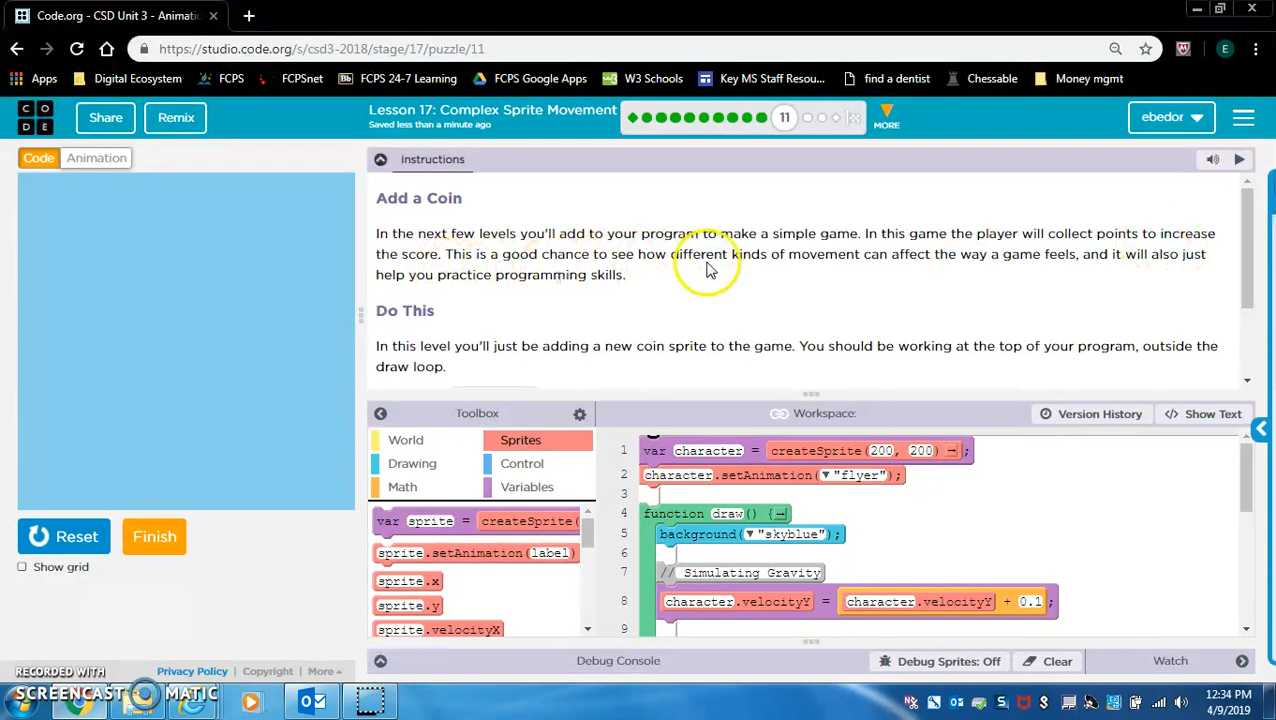 Code.org - CSD Unit 3 - Animatio
https://studio.code.org/s/csd3-2018/stage/17/puzzle/11
E
Apps Digital Ecosystem FCPS FCPSnet Bb FCPS 24-7 Learning FCPS Google Apps W3 Schools Key MS Staff Resou... find a dentist Chessable Money mgmt
C O D E
Share
Remix
Lesson 17: Complex Sprite Movement
Saved less than a minute ago
11
MORE
ebedor
Code Animation
Instructions
Add a Coin
In the next few levels you'll add to your program to make a simple game. In this game the player will collect points to increase
the score. This is a good chance to see how different kinds of movement can affect the way a game feels, and it will also just
help you practice programming skills.
Do This
In this level you'll just be adding a new coin sprite to the game. You should be working at the top of your program, outside the
draw loop.
Toolbox
Workspace:
Version History
</> Show Text
World
Sprites
Drawing
Control
Math
Variables
var sprite = createSprite(
sprite.setAnimation(label)
sprite.x
sprite.y
sprite.velocityX
1 var character = createSprite(200, 200) → ;
2 character.setAnimation(▼ "flyer");
3
4 function draw() { →
5 background(▼ "skyblue");
6
7 // Simulating Gravity
8 character.velocityY = character.velocityY + 0.1 ;
9
Reset
Finish
Show grid
Debug Console
Debug Sprites: Off
Clear
Watch
Privacy Policy | Copyright | More
RECORDED WITH
SCREENCAST MATIC
12:34 PM
4/9/2019